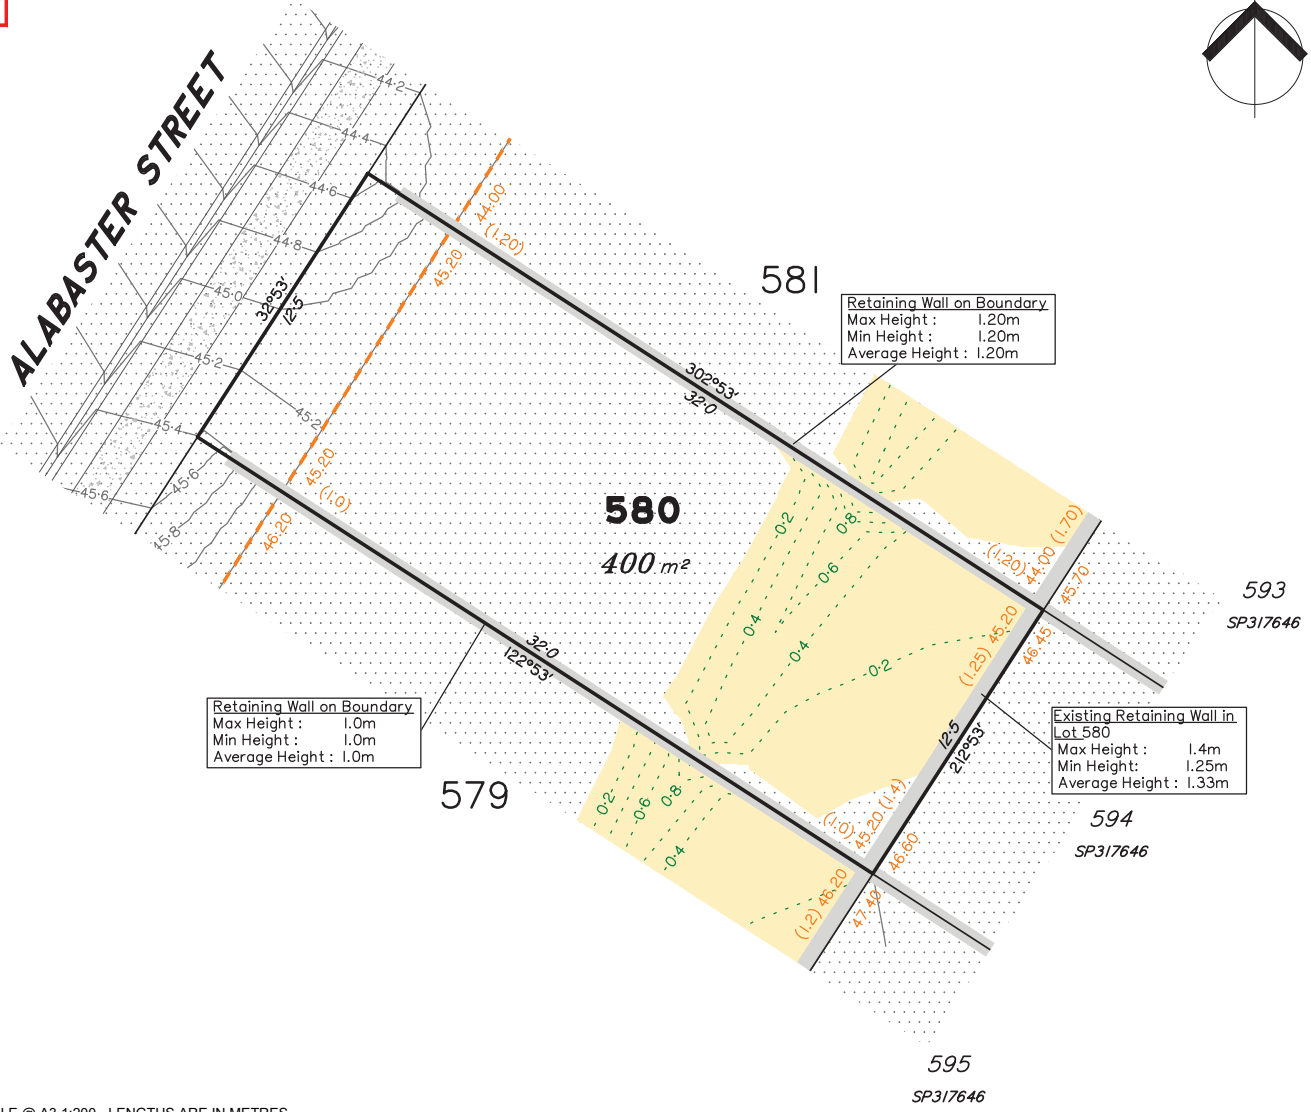 ALABASTER STREET
44·2
44·4
44·6
44·8
45·0
45·2
45·2
45·4
45·6
45·6
45·8
32°53'
12·5
44.00
(1.20)
45.20
45.20
(1.0)
46.20
581
Retaining Wall on Boundary
Max Height : 1.20m
Min Height : 1.20m
Average Height : 1.20m
302°53'
32·0
580
400 m²
0·2
0·8
0·6
0·4
0·4
0·2
(1.70)
(1.20)
44.00
45.70
45.20
(1.25)
46.45
593
SP317646
32·0
122°53'
Retaining Wall on Boundary
Max Height : 1.0m
Min Height : 1.0m
Average Height : 1.0m
579
12·5
212°53'
Existing Retaining Wall in
Lot 580
Max Height : 1.4m
Min Height: 1.25m
Average Height : 1.33m
594
SP317646
0·2
0·6
0·8
0·4
(1.0)
45.20 (1.4)
46.60
(1.2) 46.20
47.40
595
SP317646